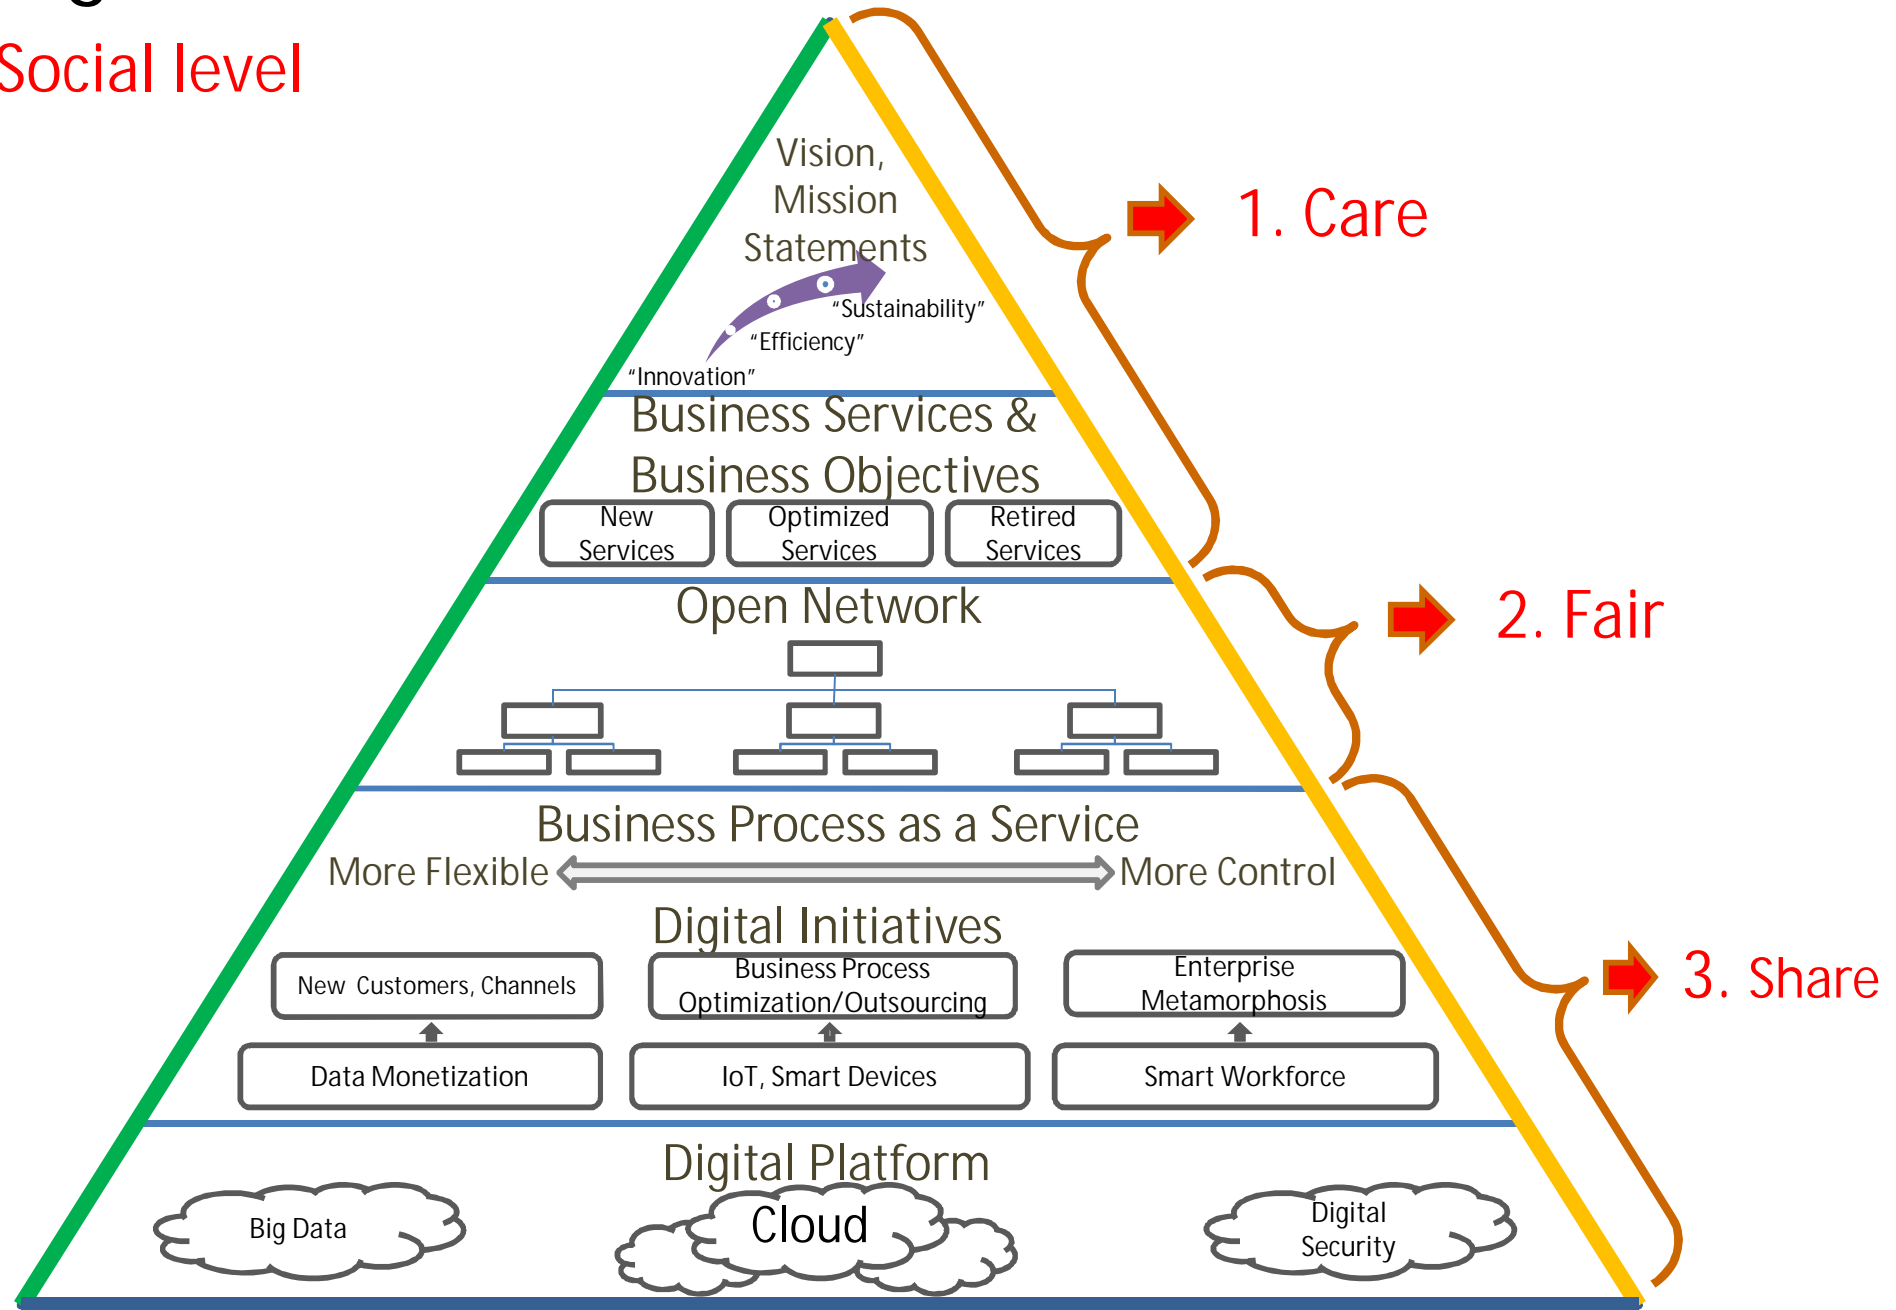 Social level
Vision,
Mission
Statements
"Sustainability"
"Efficiency"
"Innovation"
1. Care
Business Services &
Business Objectives
New
Services
Optimized
Services
Retired
Services
Open Network
2. Fair
Business Process as a Service
More Flexible
More Control
Digital Initiatives
New Customers, Channels
Business Process
Optimization/Outsourcing
Enterprise
Metamorphosis
3. Share
Data Monetization
IoT, Smart Devices
Smart Workforce
Digital Platform
Big Data
Cloud
Digital
Security